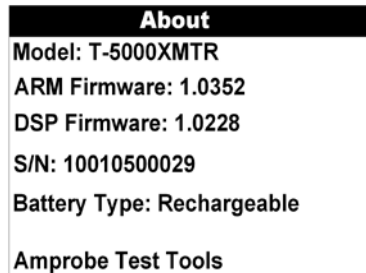 About
Model: T-5000XMTR
ARM Firmware: 1.0352
DSP Firmware: 1.0228
S/N: 10010500029
Battery Type: Rechargeable
Amprobe Test Tools